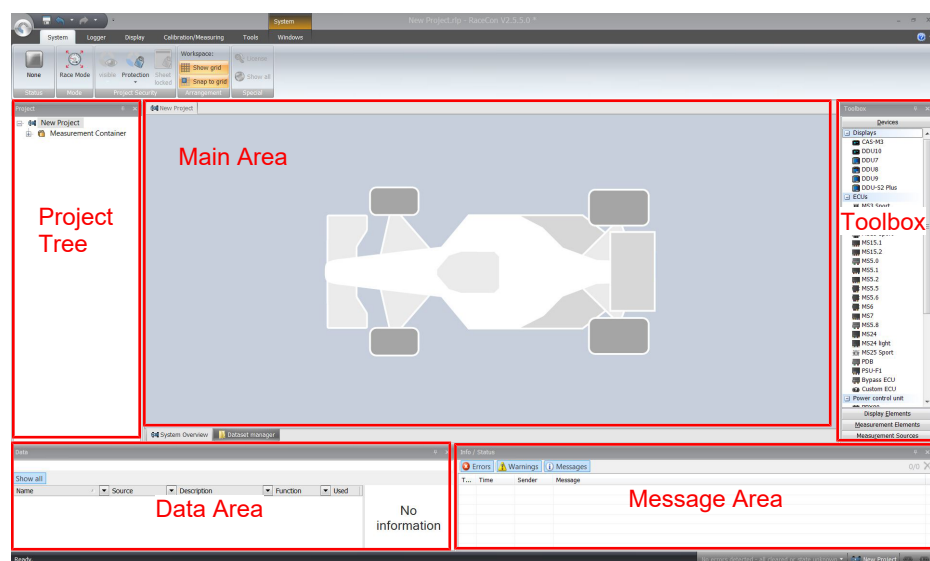 System
New Project.rlp - RaceCon V2.5.5.0 *
System Logger Display Calibration/Measuring Tools Windows
Workspace:
None
Race Mode
visible
Protection
Sheet locked
Show grid
Snap to grid
License
Show all
Status Mode Project Security Arrangement Special
Project
New Project
Measurement Container
Project
Tree
New Project
Main Area
System Overview Dataset manager
Toolbox
Devices
Displays
CAS-M3
DDU10
DDU7
DDU8
DDU9
DDU-S2 Plus
ECUs
MS3 Sport
Toolbox
MS15.1
MS15.2
MS5.0
MS5.1
MS5.2
MS5.5
MS5.6
MS6
MS7
MS5.8
MS24
MS24 light
MS25 Sport
PDB
PSU-F1
Bypass ECU
Custom ECU
Power control unit
Display Elements
Measurement Elements
Measurement Sources
Data
Show all
Name Source Description Function Used
Data Area
No
information
Info / Status
Errors Warnings Messages 0/0
T... Time Sender Message
Message Area
Ready
New Project